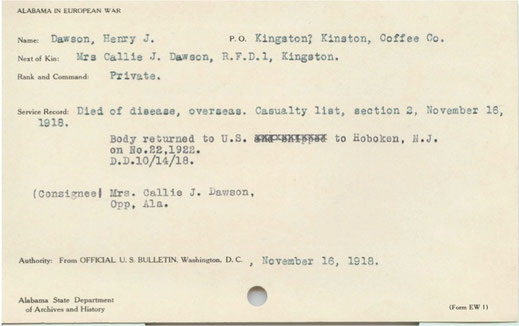 ALABAMA IN EUROPEAN WAR
Name: Dawson, Henry J. P.O. Kingston? Kinston, Coffee Co.
Next of Kin: Mrs Callie J. Dawson, R.F.D.1, Kingston.
Rank and Command: Private.
Service Record: Died of disease, overseas. Casualty list, section 2, November 16,
1918.
Body returned to U.S. and shipped to Hoboken, N.J.
on No.22,1922.
D.D.10/14/18.
(Consignee) Mrs. Callie J. Dawson,
Opp, Ala.
Authority: From OFFICIAL U. S. BULLETIN, Washington, D. C. , November 16, 1918.
Alabama State Department
of Archives and History
(Form EW 1)